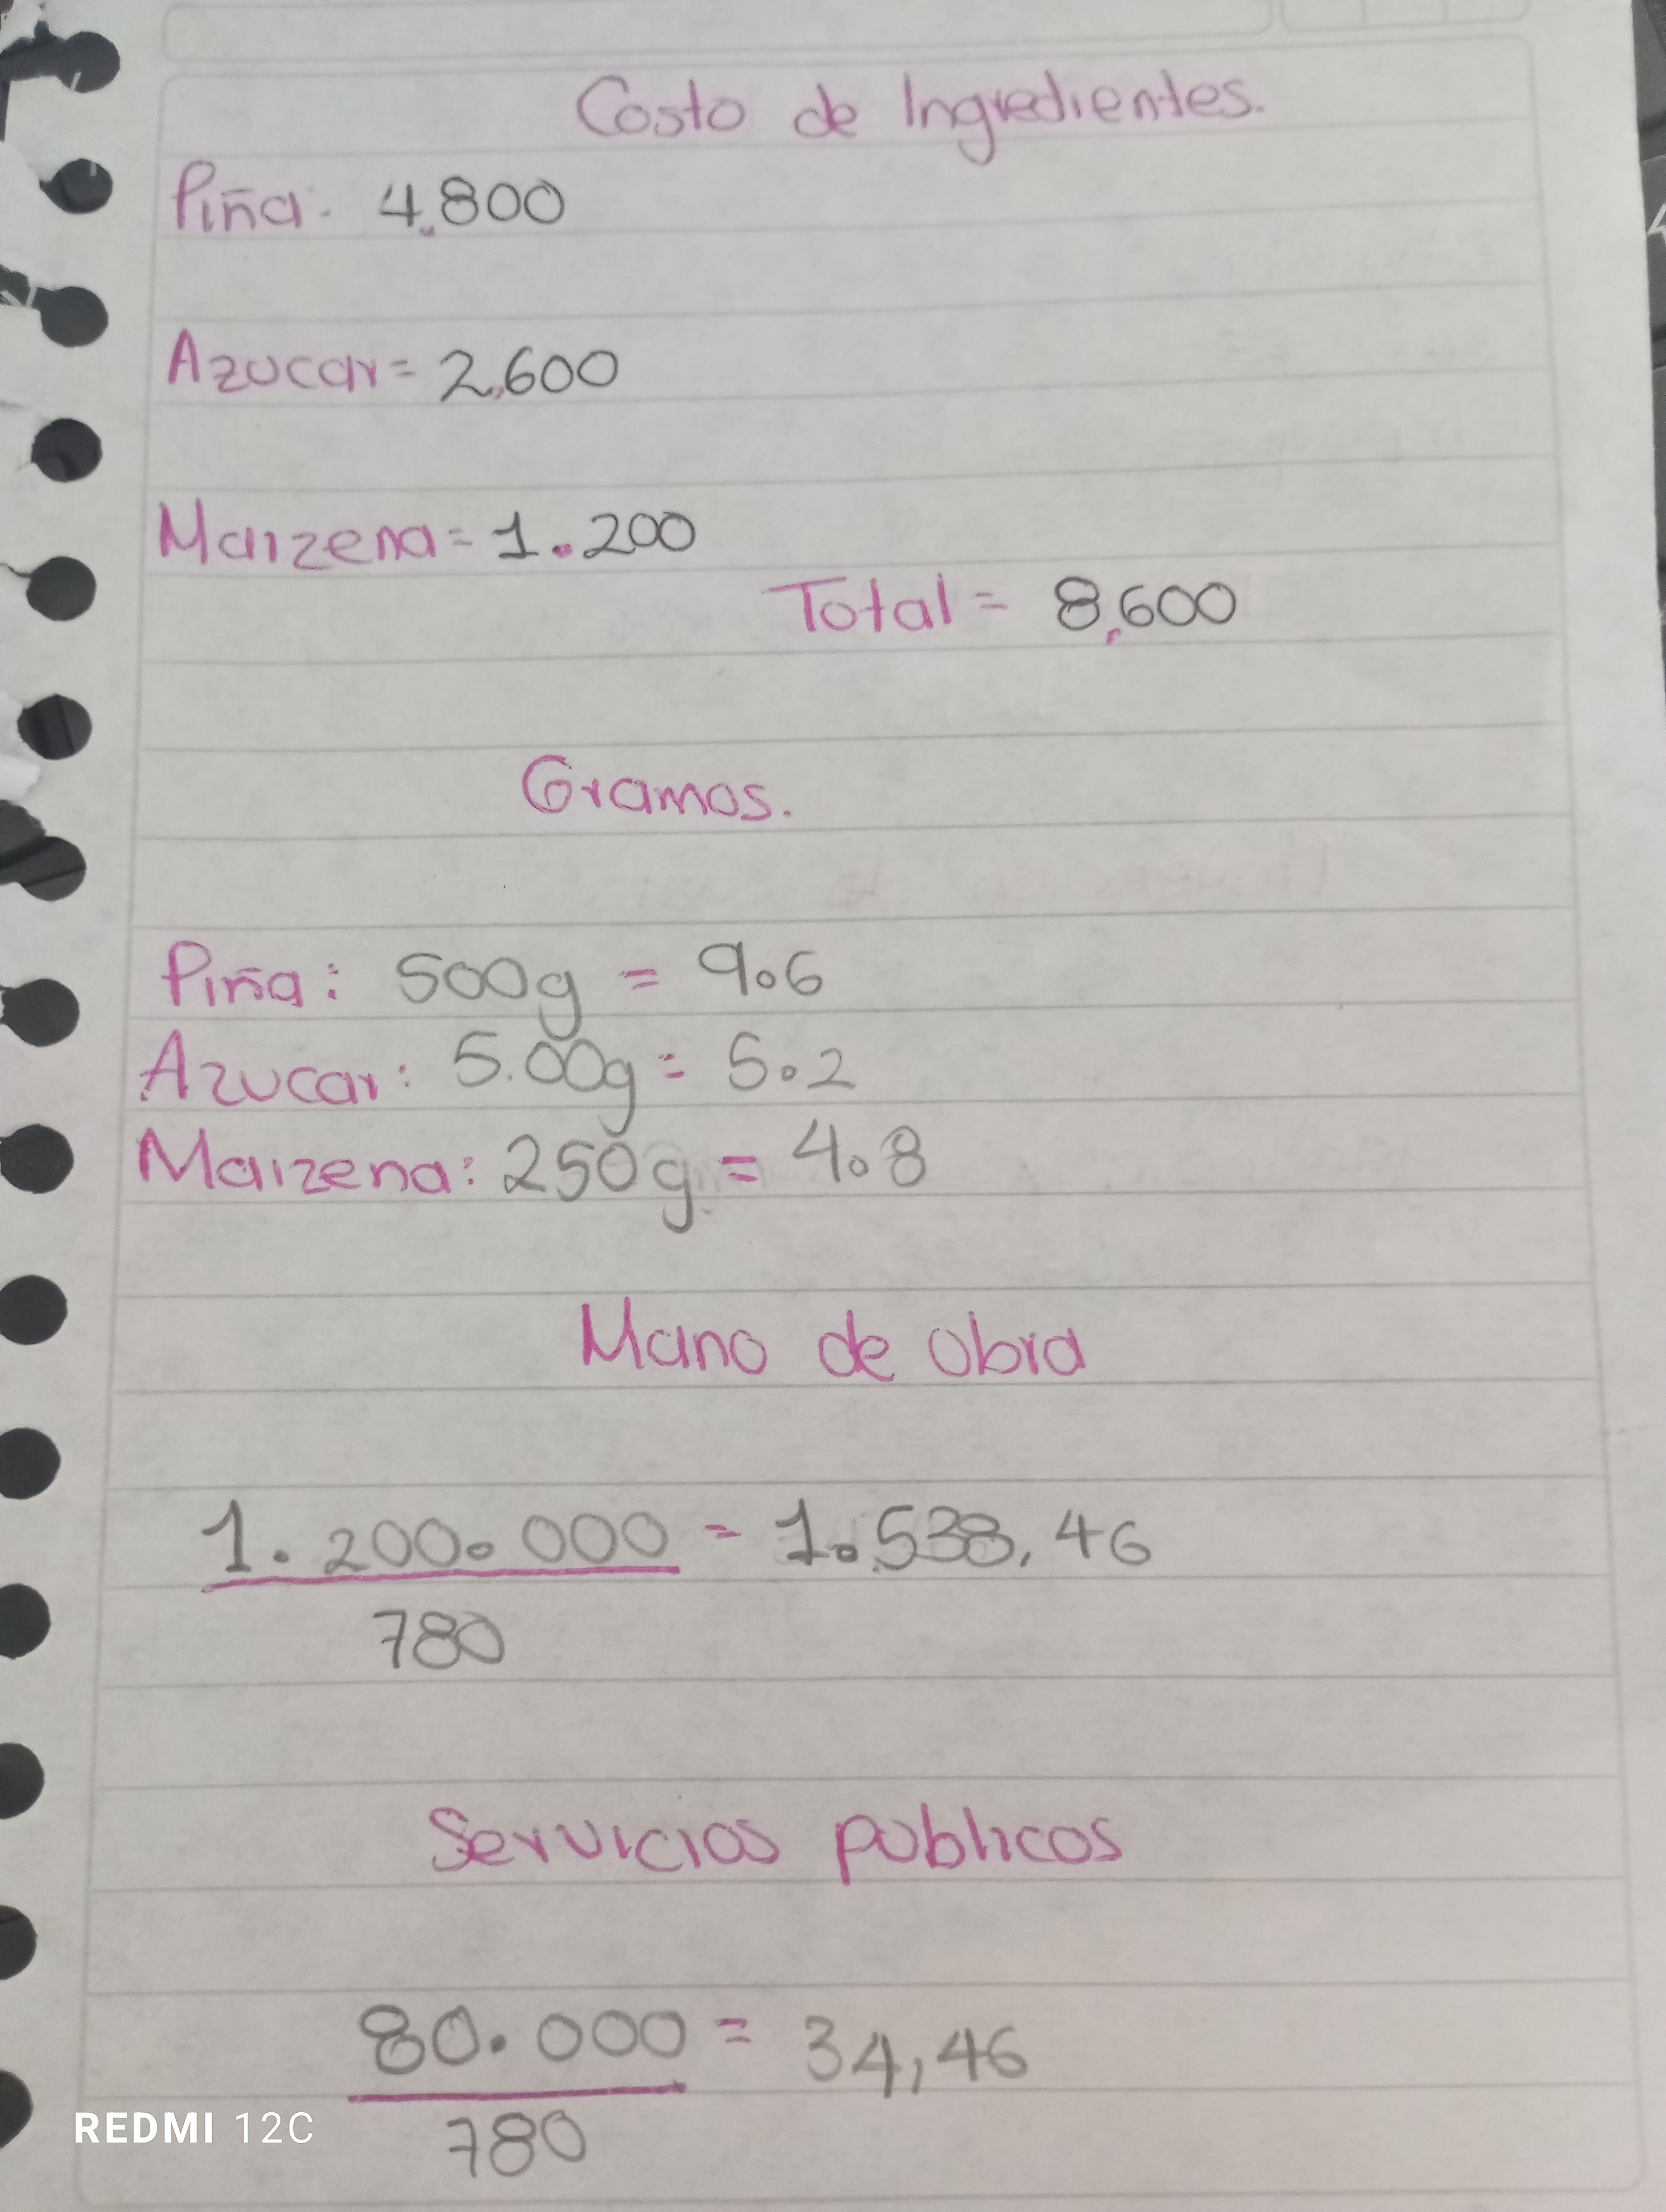 Costo de Ingredientes.
Piña. 4.800
Azucar = 2,600
Maizena = 1.200
Total = 8,600
Gramos.
Piña: 500g = 9.6
Azucar: 5.00g = 5.2
Maizena: 250g = 4.8
Mano de obra
1.200.000 = 1.538,46
780
Servicios publicos
80.000 = 34,46
780
REDMI 12C